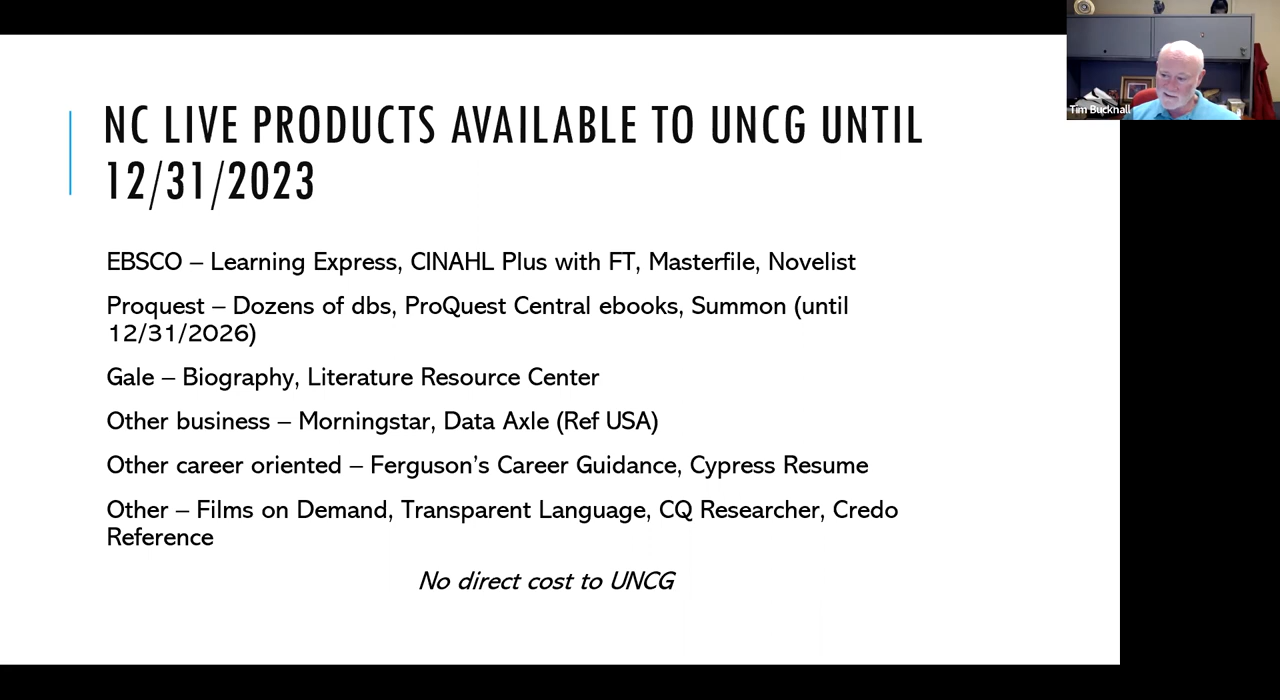 NC LIVE PRODUCTS AVAILABLE TO UNCG UNTIL
12/31/2023
EBSCO – Learning Express, CINAHL Plus with FT, Masterfile, Novelist
Proquest – Dozens of dbs, ProQuest Central ebooks, Summon (until
12/31/2026)
Gale – Biography, Literature Resource Center
Other business – Morningstar, Data Axle (Ref USA)
Other career oriented – Ferguson’s Career Guidance, Cypress Resume
Other – Films on Demand, Transparent Language, CQ Researcher, Credo
Reference
No direct cost to UNCG
Tim Bucknall